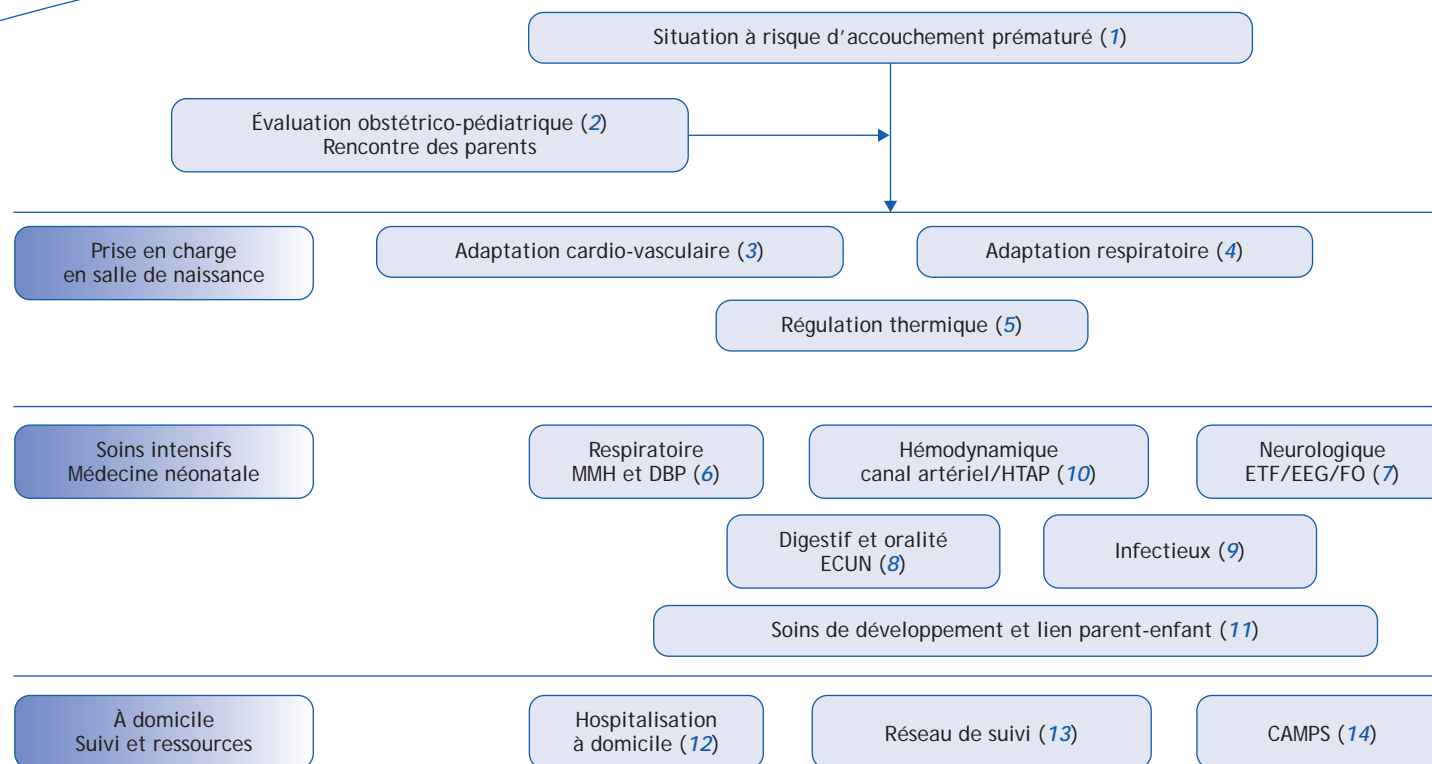 Situation à risque d'accouchement prématuré (1)
Évaluation obstétrico-pédiatrique (2)
Rencontre des parents
Prise en charge
en salle de naissance
Adaptation cardio-vasculaire (3)
Adaptation respiratoire (4)
Régulation thermique (5)
Soins intensifs
Médecine néonatale
Respiratoire
MMH et DBP (6)
Hémodynamique
canal artériel/HTAP (10)
Neurologique
ETF/EEG/FO (7)
Digestif et oralité
ECUN (8)
Infectieux (9)
Soins de développement et lien parent-enfant (11)
À domicile
Suivi et ressources
Hospitalisation
à domicile (12)
Réseau de suivi (13)
CAMPS (14)